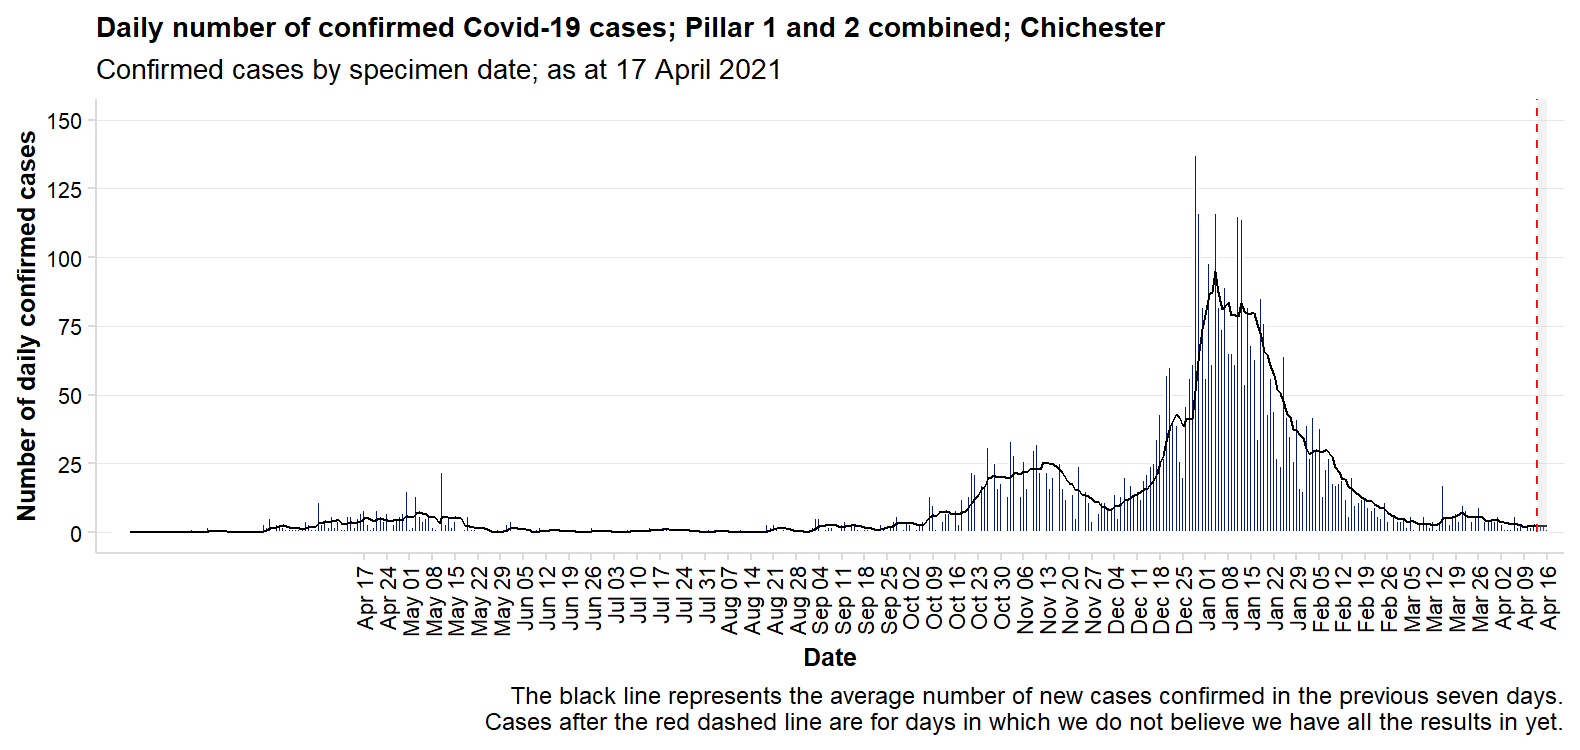 Daily number of confirmed Covid-19 cases; Pillar 1 and 2 combined; Chichester
Confirmed cases by specimen date; as at 17 April 2021
Number of daily confirmed cases
150
125
100
75
50
25
0
Apr 17
Apr 24
May 01
May 08
May 15
May 22
May 29
Jun 05
Jun 12
Jun 19
Jun 26
Jul 03
Jul 10
Jul 17
Jul 24
Jul 31
Aug 07
Aug 14
Aug 21
Aug 28
Sep 04
Sep 11
Sep 18
Sep 25
Oct 02
Oct 09
Oct 16
Oct 23
Oct 30
Nov 06
Nov 13
Nov 20
Nov 27
Dec 04
Dec 11
Dec 18
Dec 25
Jan 01
Jan 08
Jan 15
Jan 22
Jan 29
Feb 05
Feb 12
Feb 19
Feb 26
Mar 05
Mar 12
Mar 19
Mar 26
Apr 02
Apr 09
Apr 16
Date
The black line represents the average number of new cases confirmed in the previous seven days.
Cases after the red dashed line are for days in which we do not believe we have all the results in yet.